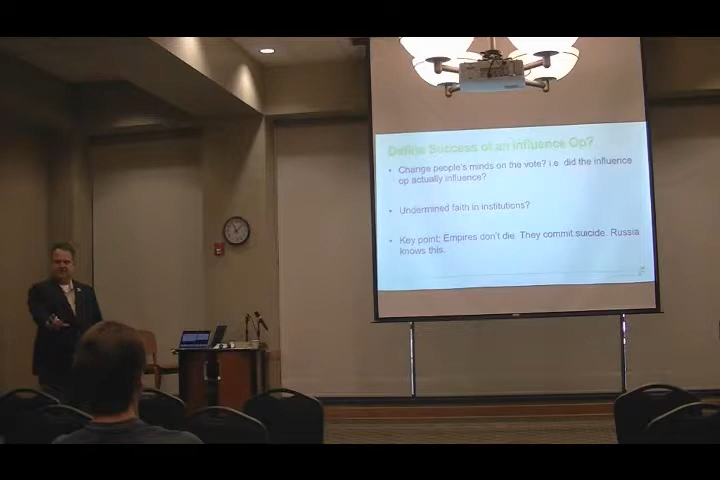 Define Success of an Influence Op?
• Change people's minds on the vote? i.e. did the influence
op actually influence?
• Undermined faith in institutions?
• Key point: Empires don't die. They commit suicide. Russia
knows this.